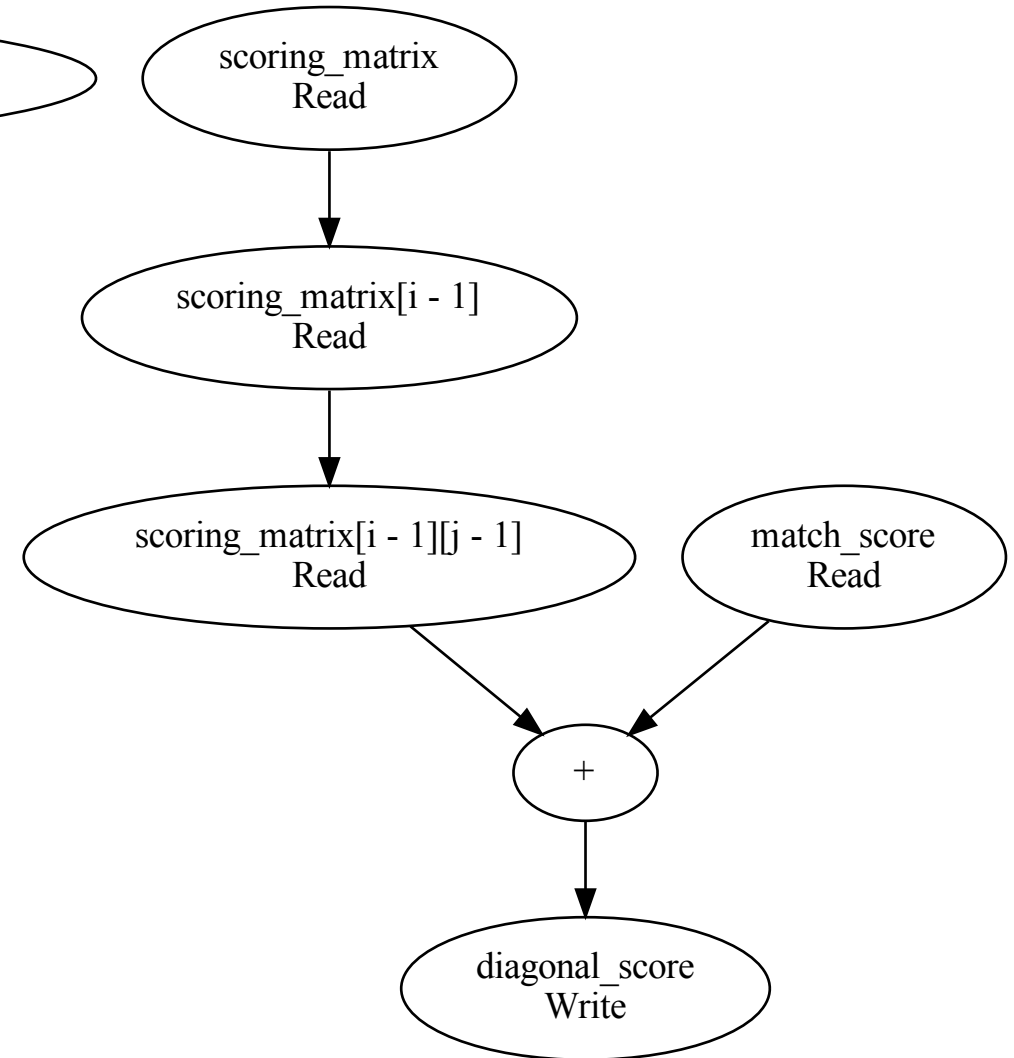 scoring_matrix
Read
scoring_matrix[i - 1]
Read
scoring_matrix[i - 1][j - 1]
Read
match_score
Read
+
diagonal_score
Write